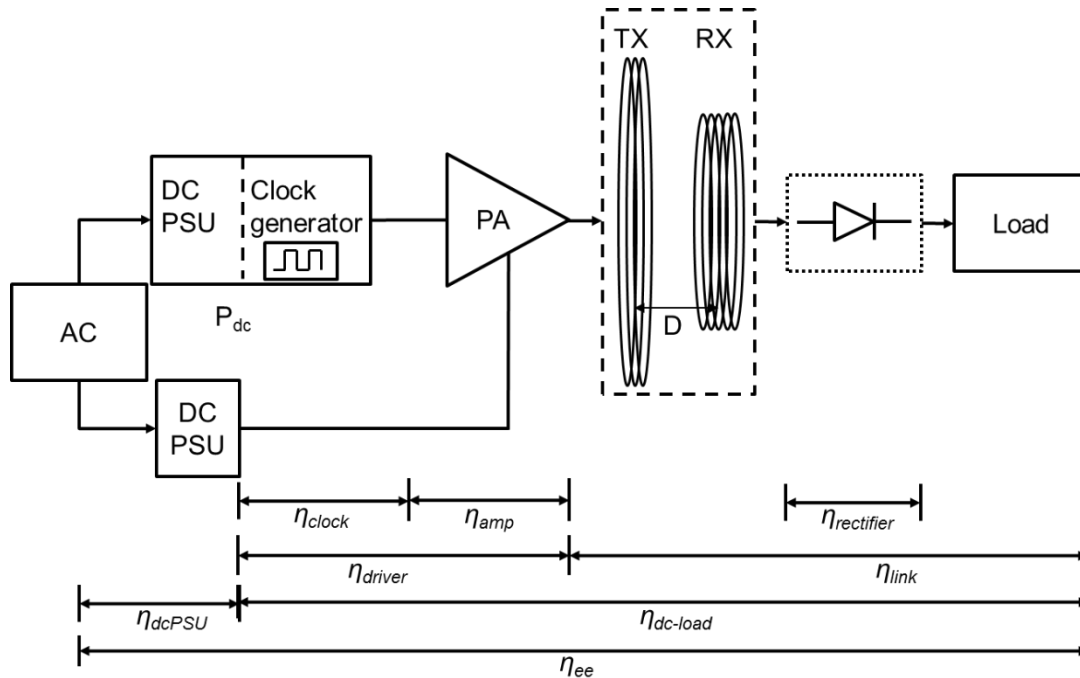 TX
RX
DC
PSU
Clock
generator
PA
Load
AC
P_dc
D
DC
PSU
η_clock
η_amp
η_rectifier
η_driver
η_link
η_dcPSU
η_dc-load
η_ee